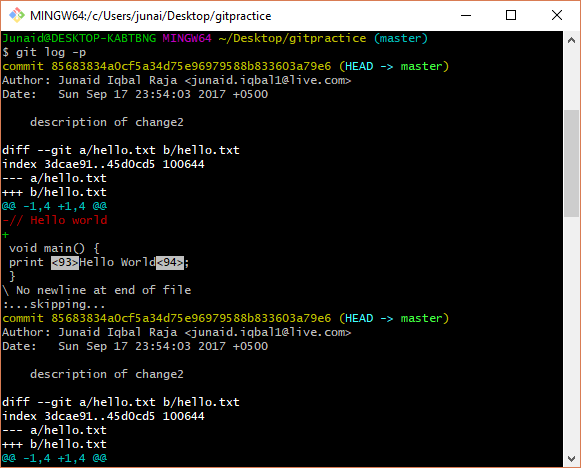 MINGW64:/c/Users/junai/Desktop/gitpractice
Junaid@DESKTOP-KABTBNG MINGW64 ~/Desktop/gitpractice (master)
$ git log -p
commit 85683834a0cf5a34d75e96979588b833603a79e6 (HEAD -> master)
Author: Junaid Iqbal Raja <junaid.iqbal1@live.com>
Date:   Sun Sep 17 23:54:03 2017 +0500
    description of change2
diff --git a/hello.txt b/hello.txt
index 3dcae91..45d0cd5 100644
--- a/hello.txt
+++ b/hello.txt
@@ -1,4 +1,4 @@
-// Hello world
+
 void main() {
 print <93>Hello World<94>;
 }
\ No newline at end of file
:...skipping...
commit 85683834a0cf5a34d75e96979588b833603a79e6 (HEAD -> master)
Author: Junaid Iqbal Raja <junaid.iqbal1@live.com>
Date:   Sun Sep 17 23:54:03 2017 +0500
    description of change2
diff --git a/hello.txt b/hello.txt
index 3dcae91..45d0cd5 100644
--- a/hello.txt
+++ b/hello.txt
@@ -1,4 +1,4 @@